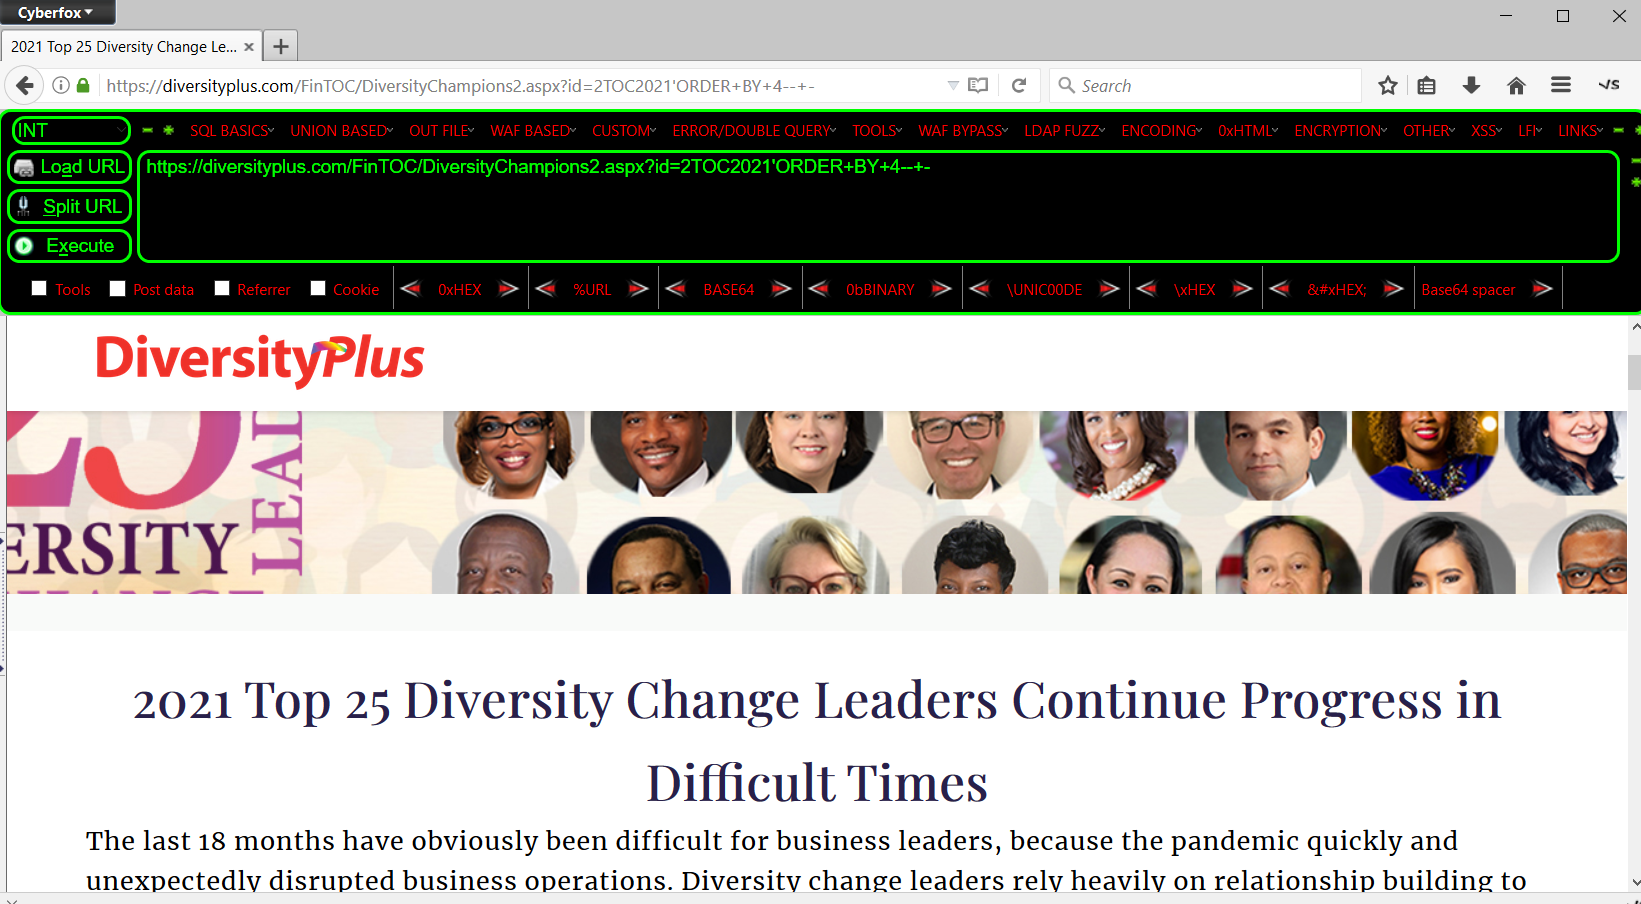 Cyberfox
2021 Top 25 Diversity Change Le...
https://diversityplus.com/FinTOC/DiversityChampions2.aspx?id=2TOC2021'ORDER+BY+4--+-
Search
INT
SQL BASICS UNION BASED OUT FILE WAF BASED CUSTOM ERROR/DOUBLE QUERY TOOLS WAF BYPASS LDAP FUZZ ENCODING 0xHTML ENCRYPTION OTHER XSS LFI LINKS
Load URL
https://diversityplus.com/FinTOC/DiversityChampions2.aspx?id=2TOC2021'ORDER+BY+4--+-
Split URL
Execute
Tools Post data Referrer Cookie 0xHEX %URL BASE64 0bBINARY \UNIC00DE \xHEX &#xHEX; Base64 spacer
DiversityPlus
25
ERSITY
LEAD
2021 Top 25 Diversity Change Leaders Continue Progress in
Difficult Times
The last 18 months have obviously been difficult for business leaders, because the pandemic quickly and
unexpectedly disrupted business operations. Diversity change leaders rely heavily on relationship building to